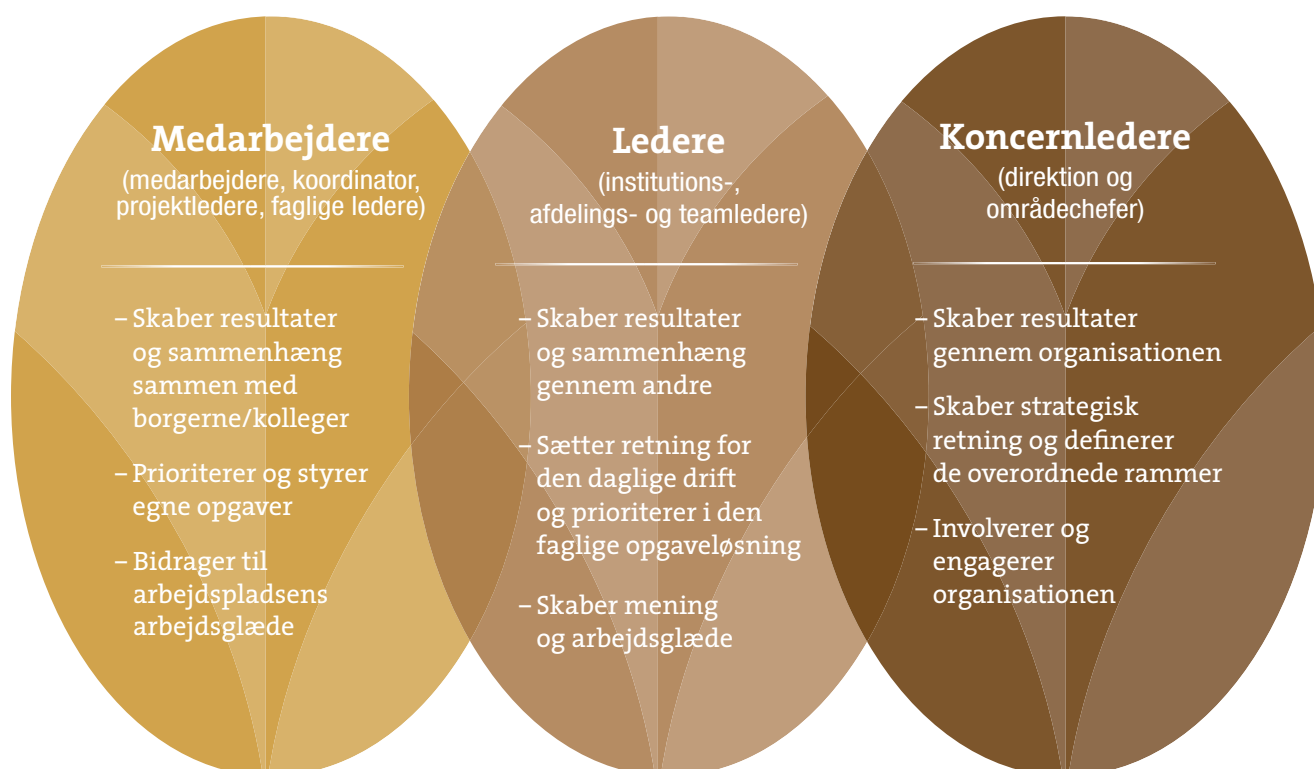 Medarbejdere
(medarbejdere, koordinator,
projektledere, faglige ledere)
– Skaber resultater
og sammenhæng
sammen med
borgerne/kolleger
– Prioriterer og styrer
egne opgaver
– Bidrager til
arbejdspladsens
arbejdsglæde
Ledere
(institutions-,
afdelings- og teamledere)
– Skaber resultater
og sammenhæng
gennem andre
– Sætter retning for
den daglige drift
og prioriterer i den
faglige opgaveløsning
– Skaber mening
og arbejdsglæde
Koncernledere
(direktion og
områdechefer)
– Skaber resultater
gennem organisationen
– Skaber strategisk
retning og definerer
de overordnede rammer
– Involverer og
engagerer
organisationen